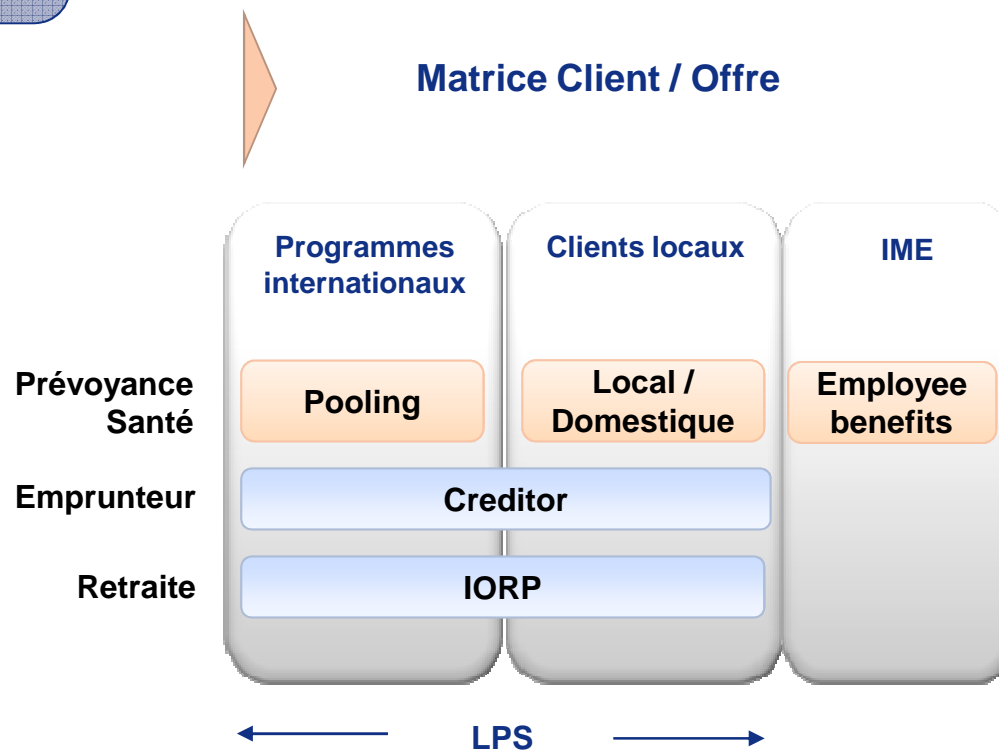 Matrice Client / Offre
Programmes
internationaux
Clients locaux
IME
Prévoyance
Santé
Pooling
Local /
Domestique
Employee
benefits
Emprunteur
Creditor
Retraite
IORP
LPS